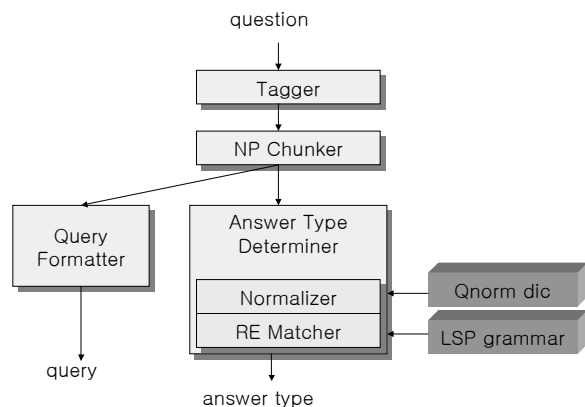 question
Tagger
NP Chunker
Query
Formatter
Answer Type
Determiner
Normalizer
Qnorm dic
RE Matcher
LSP grammar
query
answer type